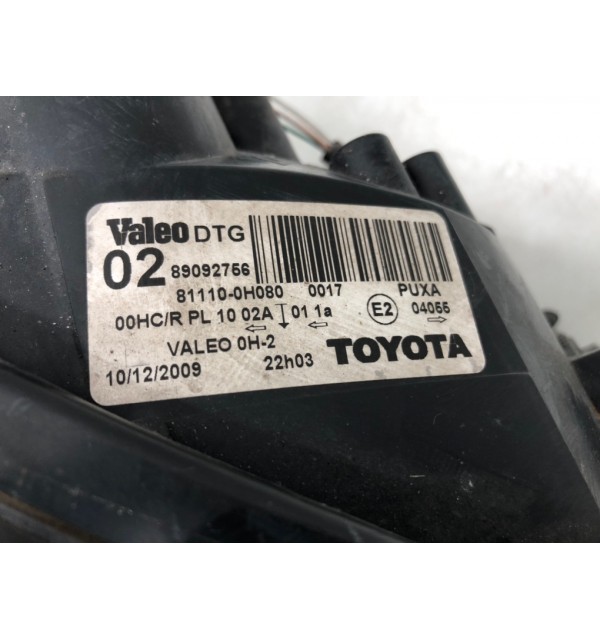 Valeo DTG
02 89092756
81110-0H080 0017 PUXA
00HC/R PL 10 02A 01 1a E2 04055
VALEO 0H-2 TOYOTA
10/12/2009 22h03